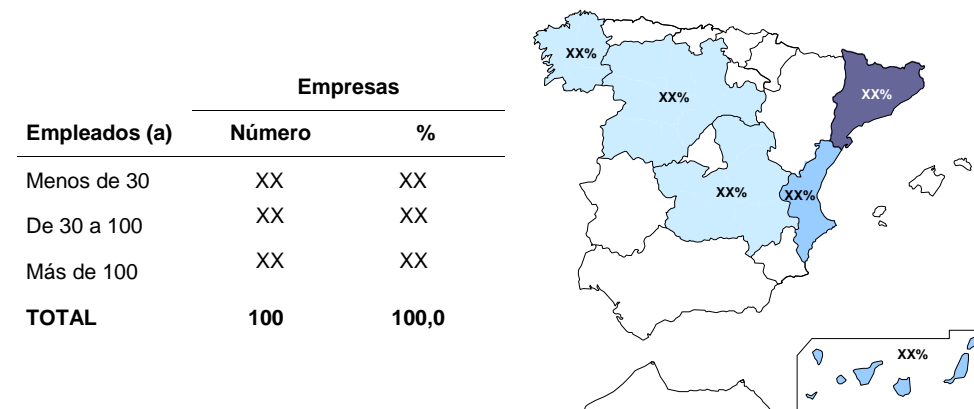 Empresas
Empleados (a) Número %
Menos de 30 XX XX
De 30 a 100 XX XX
Más de 100 XX XX
TOTAL 100 100,0
XX%
XX%
XX%
XX%
XX%
XX%